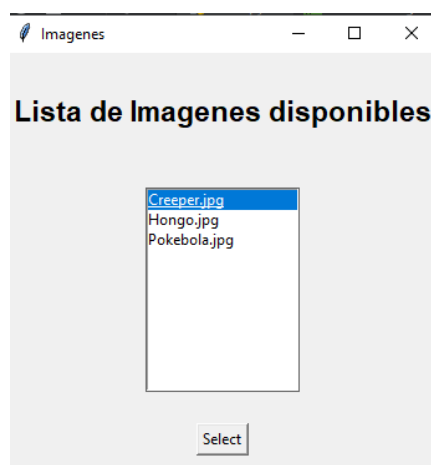 Imagenes
Lista de Imagenes disponibles
Creeper.jpg
Hongo.jpg
Pokebola.jpg
Select